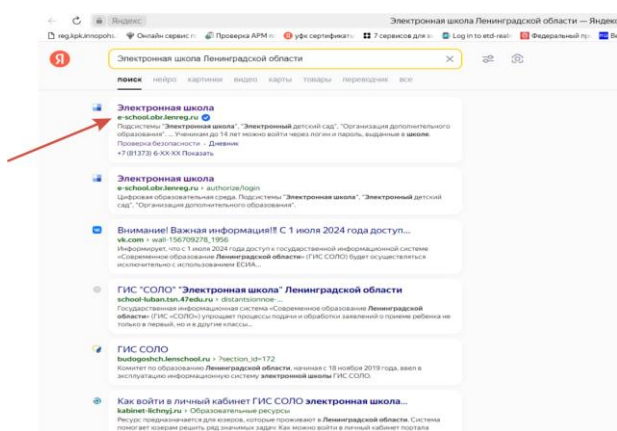 Яндекс
Электронная школа Ленинградской области — Яндекс
reg.kpk.innopoh
Онлайн сервис п
Проверка АРМ п
уфк сертификат
7 сервисов для
Log in to etd-real
Федеральный пр
Я
Электронная школа Ленинградской области
поиск нейро картинки видео карты товары переводчик все
Электронная школа
e-school.obr.lenreg.ru
Подсистемы "Электронная школа", "Электронный детский сад", "Организация дополнительного
образования". ... Ученикам до 14 лет можно войти через логин и пароль, выданные в школе.
Проверка безопасности · Дневник
+7 (81373) 6-XX-XX Показать
Электронная школа
e-school.obr.lenreg.ru › authorize/login
Цифровая образовательная среда. Подсистемы "Электронная школа", "Электронный детский
сад", "Организация дополнительного образования".
Внимание! Важная информация!!! С 1 июля 2024 года доступ...
vk.com › wall-156709278_1956
Информирует, что с 1 июля 2024 года доступ к государственной информационной системе
«Современное образование Ленинградской области» (ГИС СОЛО) будет осуществляться
исключительно с использованием ЕСИА...
ГИС "СОЛО" "Электронная школа" Ленинградской области
school-luban.tsn.47edu.ru › distantsionnoe-...
Государственная информационная система «Современное образование Ленинградской
области» (ГИС «СОЛО») упрощает процессы подачи и обработки заявлений о приеме ребенка не
только в первый, но и в другие классы...
ГИС СОЛО
budogoshch.lenschool.ru › ?section_id=172
Комитет по образованию Ленинградской области, начиная с 18 ноября 2019 года, ввел в
эксплуатацию информационную систему электронной школы ГИС СОЛО.
Как войти в личный кабинет ГИС СОЛО электронная школа...
kabinet-lichnyj.ru › Образовательные ресурсы
Ресурс предназначается для юзеров, которые проживают в Ленинградской области. Система
помогает юзерам решить ряд значимых задач: Как можно войти в личный кабинет портала